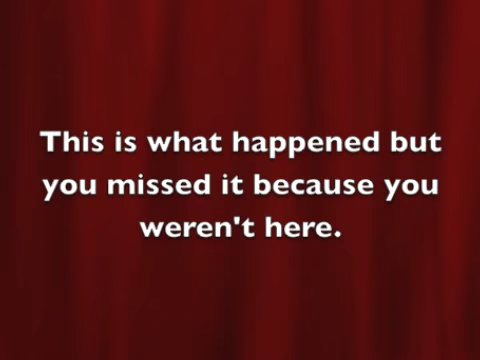 This is what happened but
you missed it because you
weren't here.